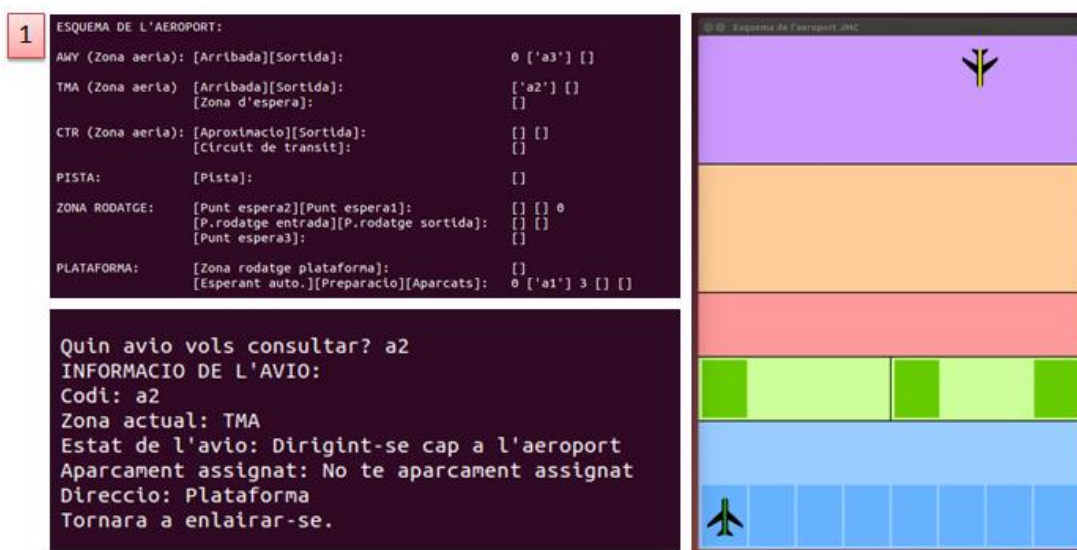 1
ESQUEMA DE L'AEROPORT:
AWY (Zona aeria): [Arribada][Sortida]: 0 ['a3'] []
TMA (Zona aeria) [Arribada][Sortida]: ['a2'] []
[Zona d'espera]: []
CTR (Zona aeria): [Aproximacio][Sortida]: [] []
[Circuit de transit]: []
PISTA: [Pista]: []
ZONA RODATGE: [Punt espera2][Punt espera1]: [] [] 0
[P.rodatge entrada][P.rodatge sortida]: [] []
[Punt espera3]: []
PLATAFORMA: [Zona rodatge plataforma]: []
[Esperant auto.][Preparacio][Aparcats]: 0 ['a1'] 3 [] []
Quin avio vols consultar? a2
INFORMACIO DE L'AVIO:
Codi: a2
Zona actual: TMA
Estat de l'avio: Dirigint-se cap a l'aeroport
Aparcament assignat: No te aparcament assignat
Direccio: Plataforma
Tornara a enlairar-se.
Esquema de l'aeroport JMC